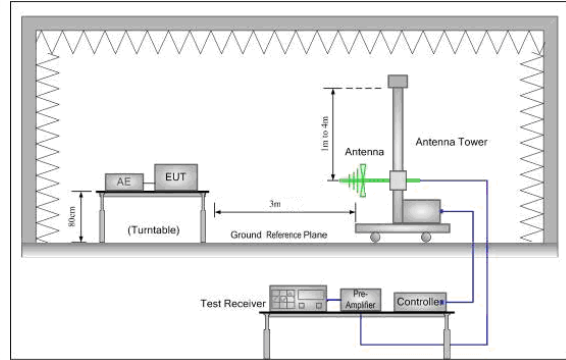 1m to 4m
Antenna
Antenna Tower
AE
EUT
80cm
(Turntable)
3m
Ground Reference Plane
Test Receiver
Pre-
Amplifier
Controller